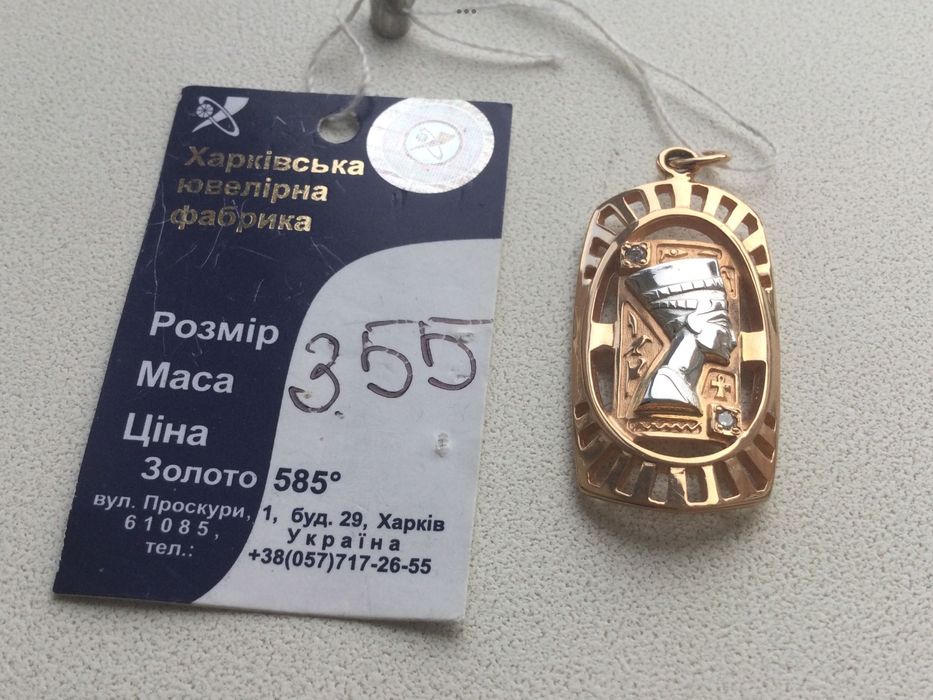 Харківська
ювелірна
фабрика
Розмір
Маса 3.55
Ціна
Золото 585°
вул. Проскури, 1, буд. 29, Харків
61085, Україна
тел.: +38(057)717-26-55